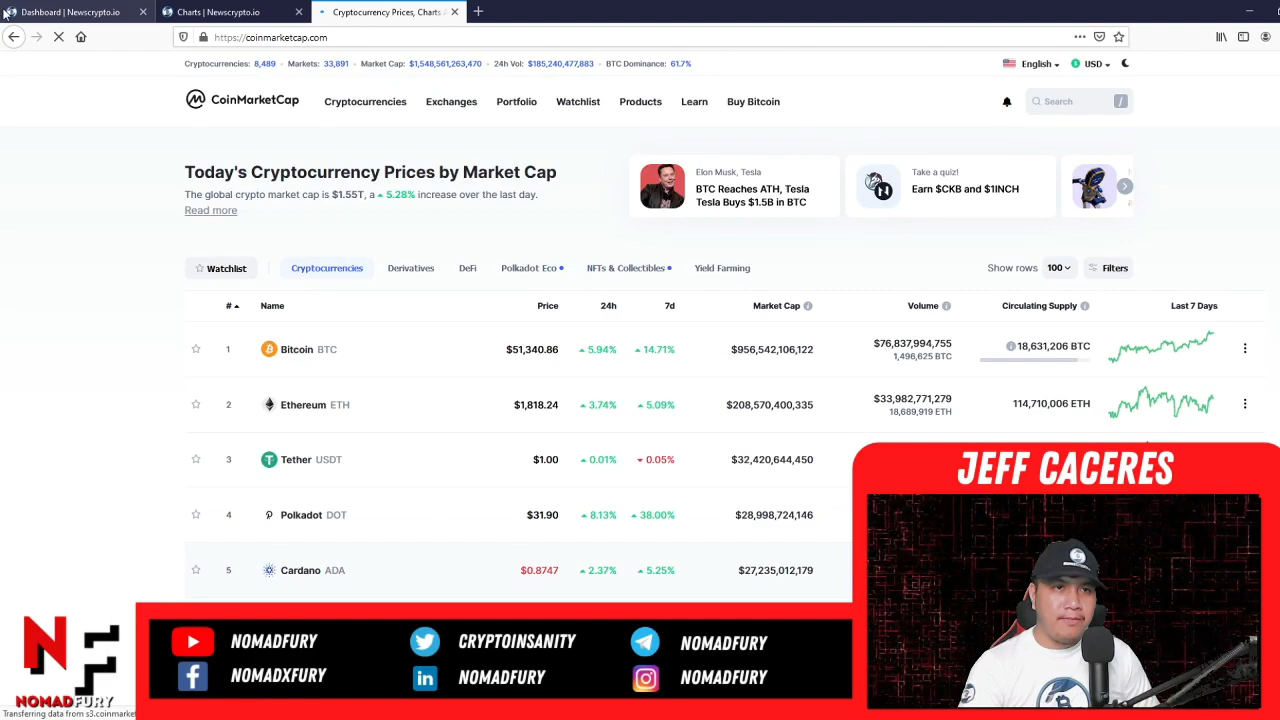 Dashboard | Newscrypto.io
Charts | Newscrypto.io
Cryptocurrency Prices, Charts
https://coinmarketcap.com
Cryptocurrencies: 8,489 • Markets: 33,891 • Market Cap: $1,548,561,263,470 • 24h Vol: $185,240,477,883 • BTC Dominance: 61.7%
English
USD
CoinMarketCap
Cryptocurrencies
Exchanges
Portfolio
Watchlist
Products
Learn
Buy Bitcoin
Search
/
Today's Cryptocurrency Prices by Market Cap
The global crypto market cap is $1.55T, a 5.28% increase over the last day.
Read more
Elon Musk, Tesla
BTC Reaches ATH, Tesla
Tesla Buys $1.5B in BTC
Take a quiz!
Earn $CKB and $1INCH
Watchlist
Cryptocurrencies
Derivatives
DeFi
Polkadot Eco
NFTs & Collectibles
Yield Farming
Show rows
100
Filters
# Name Price 24h 7d Market Cap Volume Circulating Supply Last 7 Days
1 Bitcoin BTC $51,340.86 5.94% 14.71% $956,542,106,122 $76,837,994,755 18,631,206 BTC
1,496,625 BTC
2 Ethereum ETH $1,818.24 3.74% 5.09% $208,570,400,335 $33,982,771,279 114,710,006 ETH
18,689,919 ETH
3 Tether USDT $1.00 0.01% 0.05% $32,420,644,450
4 Polkadot DOT $31.90 8.13% 38.00% $28,998,724,146
5 Cardano ADA $0.8747 2.37% 5.25% $27,235,012,179
JEFF CACERES
NF
NOMADFURY
NOMADFURY
CRYPTOINSANITY
NOMADFURY
NOMADXFURY
NOMADFURY
NOMADFURY
Transferring data from s3.coinmarket